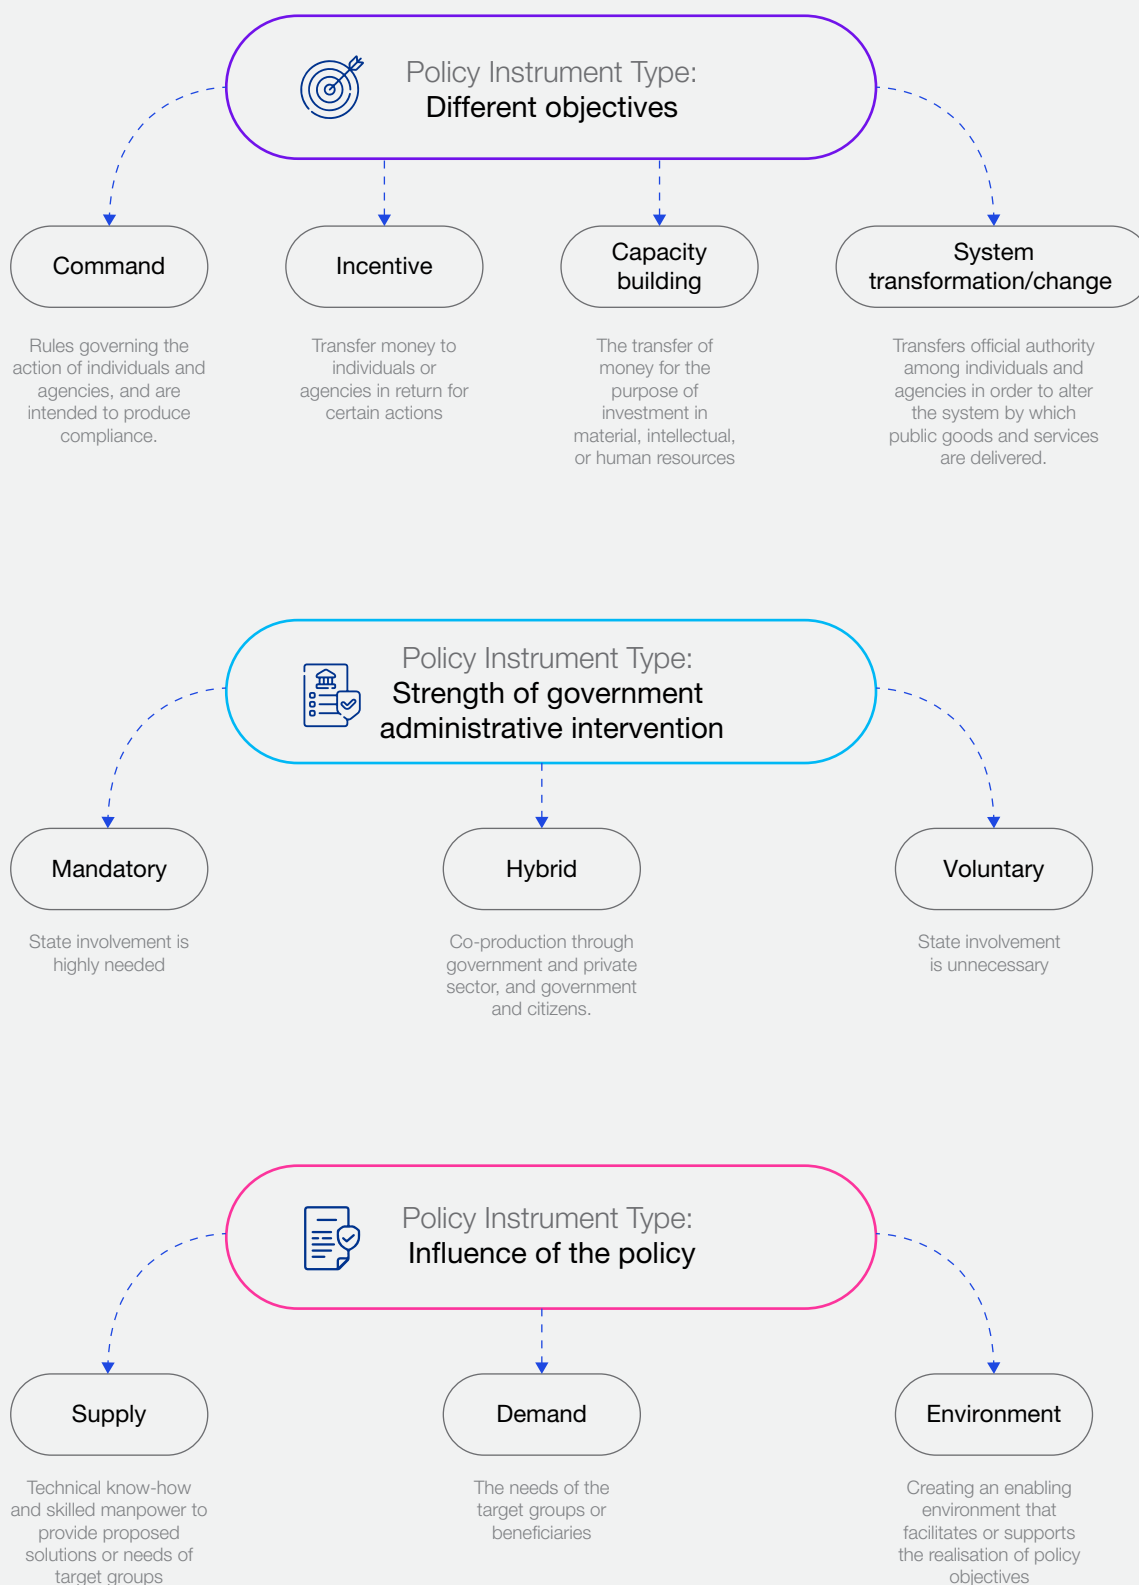 Policy Instrument Type:
Different objectives
Command
Rules governing the
action of individuals and
agencies, and are
intended to produce
compliance.
Incentive
Transfer money to
individuals or
agencies in return for
certain actions
Capacity
building
The transfer of
money for the
purpose of
investment in
material, intellectual,
or human resources
System
transformation/change
Transfers official authority
among individuals and
agencies in order to alter
the system by which
public goods and services
are delivered.
Policy Instrument Type:
Strength of government
administrative intervention
Mandatory
State involvement is
highly needed
Hybrid
Co-production through
government and private
sector, and government
and citizens.
Voluntary
State involvement
is unnecessary
Policy Instrument Type:
Influence of the policy
Supply
Technical know-how
and skilled manpower to
provide proposed
solutions or needs of
target groups
Demand
The needs of the
target groups or
beneficiaries
Environment
Creating an enabling
environment that
facilitates or supports
the realisation of policy
objectives